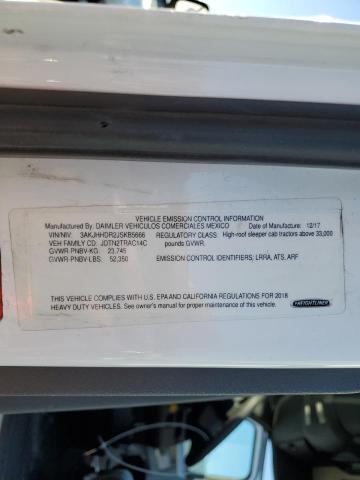 VEHICLE EMISSION CONTROL INFORMATION
Manufactured By: DAIMLER VEHICULOS COMERCIALES MEXICO Date of Manufacture: 12/17
VIN/NIV: 3AKJHHDR2JSKB5666 REGULATORY CLASS: High-roof sleeper cab tractors above 33,000
VEH FAMILY CD: JDTN2TRAC14C pounds GVWR.
GVWR-PNBV-KG: 23,745
GVWR-PNBV-LBS: 52,350 EMISSION CONTROL IDENTIFIERS: LRRA, ATS, ARF
THIS VEHICLE COMPLIES WITH U.S. EPA AND CALIFORNIA REGULATIONS FOR 2018
HEAVY DUTY VEHICLES. See owner's manual for proper maintenance of this vehicle. FREIGHTLINER